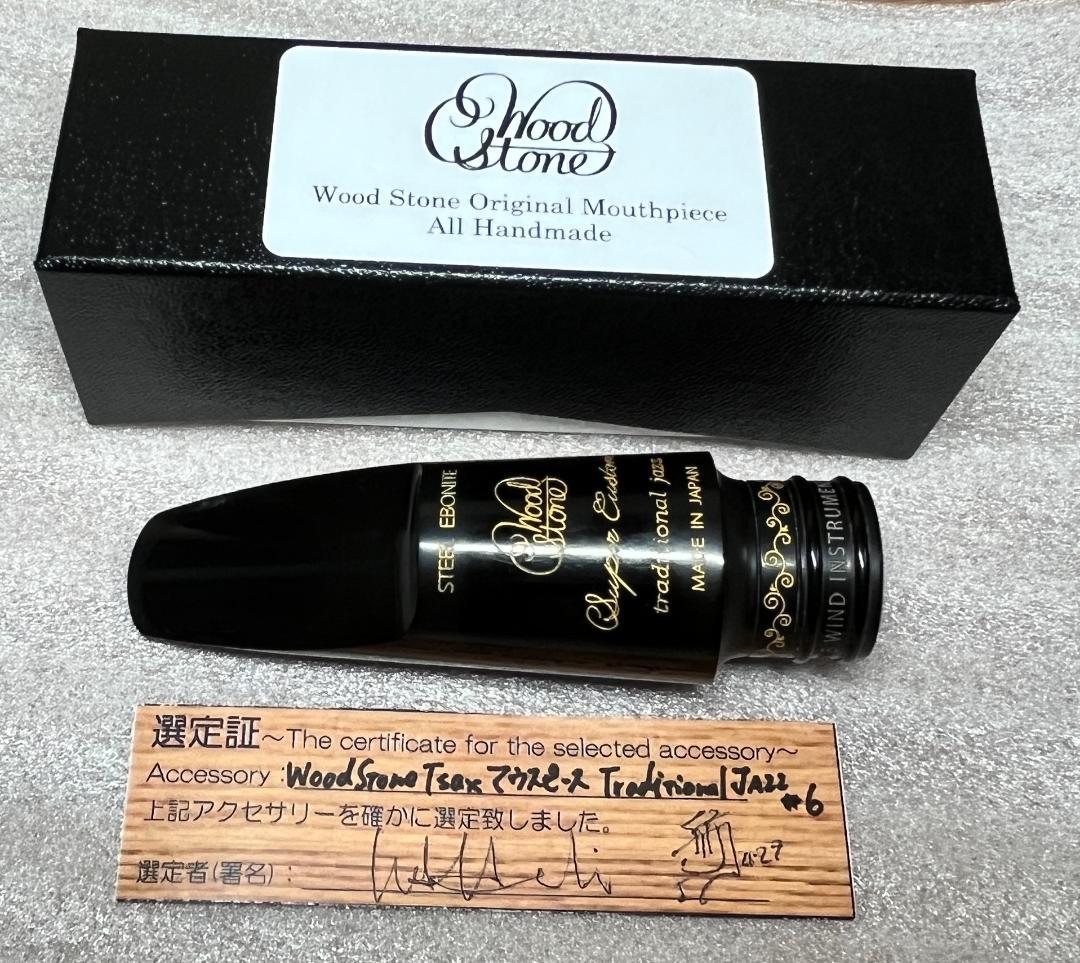 Wood
Stone
Wood Stone Original Mouthpiece
All Handmade
STEEL EBONITE
Wood
Stone
Super Custom
traditional jazz
MADE IN JAPAN
WIND INSTRUME
選定証～The certificate for the selected accessory～
Accessory : WoodStone Tsax マウスピース Traditional JAZZ #6
上記アクセサリーを確かに選定致しました。
選定者(署名) :